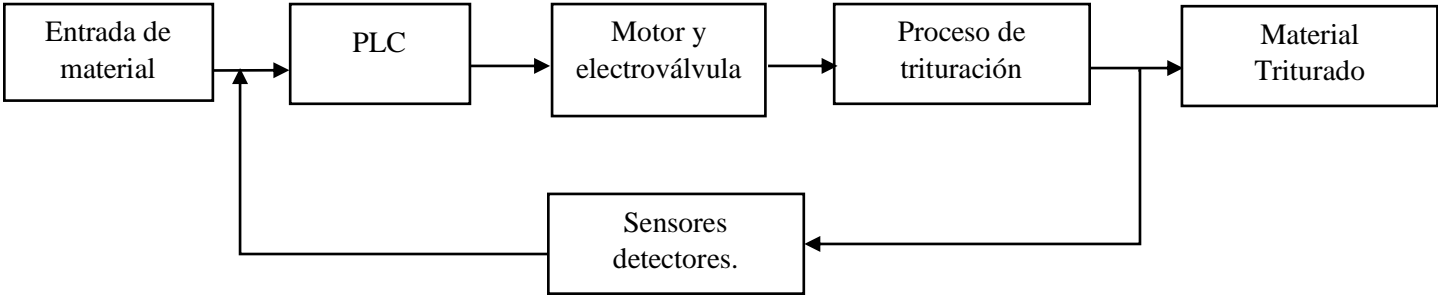 Entrada de
material
PLC
Motor y
electroválvula
Proceso de
trituración
Material
Triturado
Sensores
detectores.